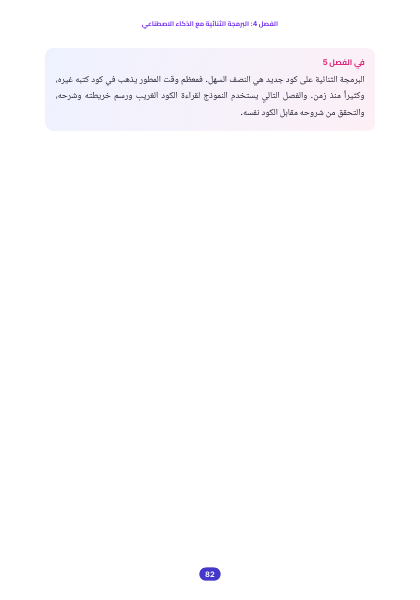 الفصل 4: البرمجة الثنائية مع الذكاء الاصطناعي
في الفصل 5
البرمجة الثنائية على كود جديد هي النصف السهل. فمعظم وقت المطور يذهب في كود كتبه غيره،
وكثيراً منذ زمن. والفصل التالي يستخدم النموذج لقراءة الكود الغريب ورسم خريطته وشرحه،
والتحقق من شروحه مقابل الكود نفسه.
82